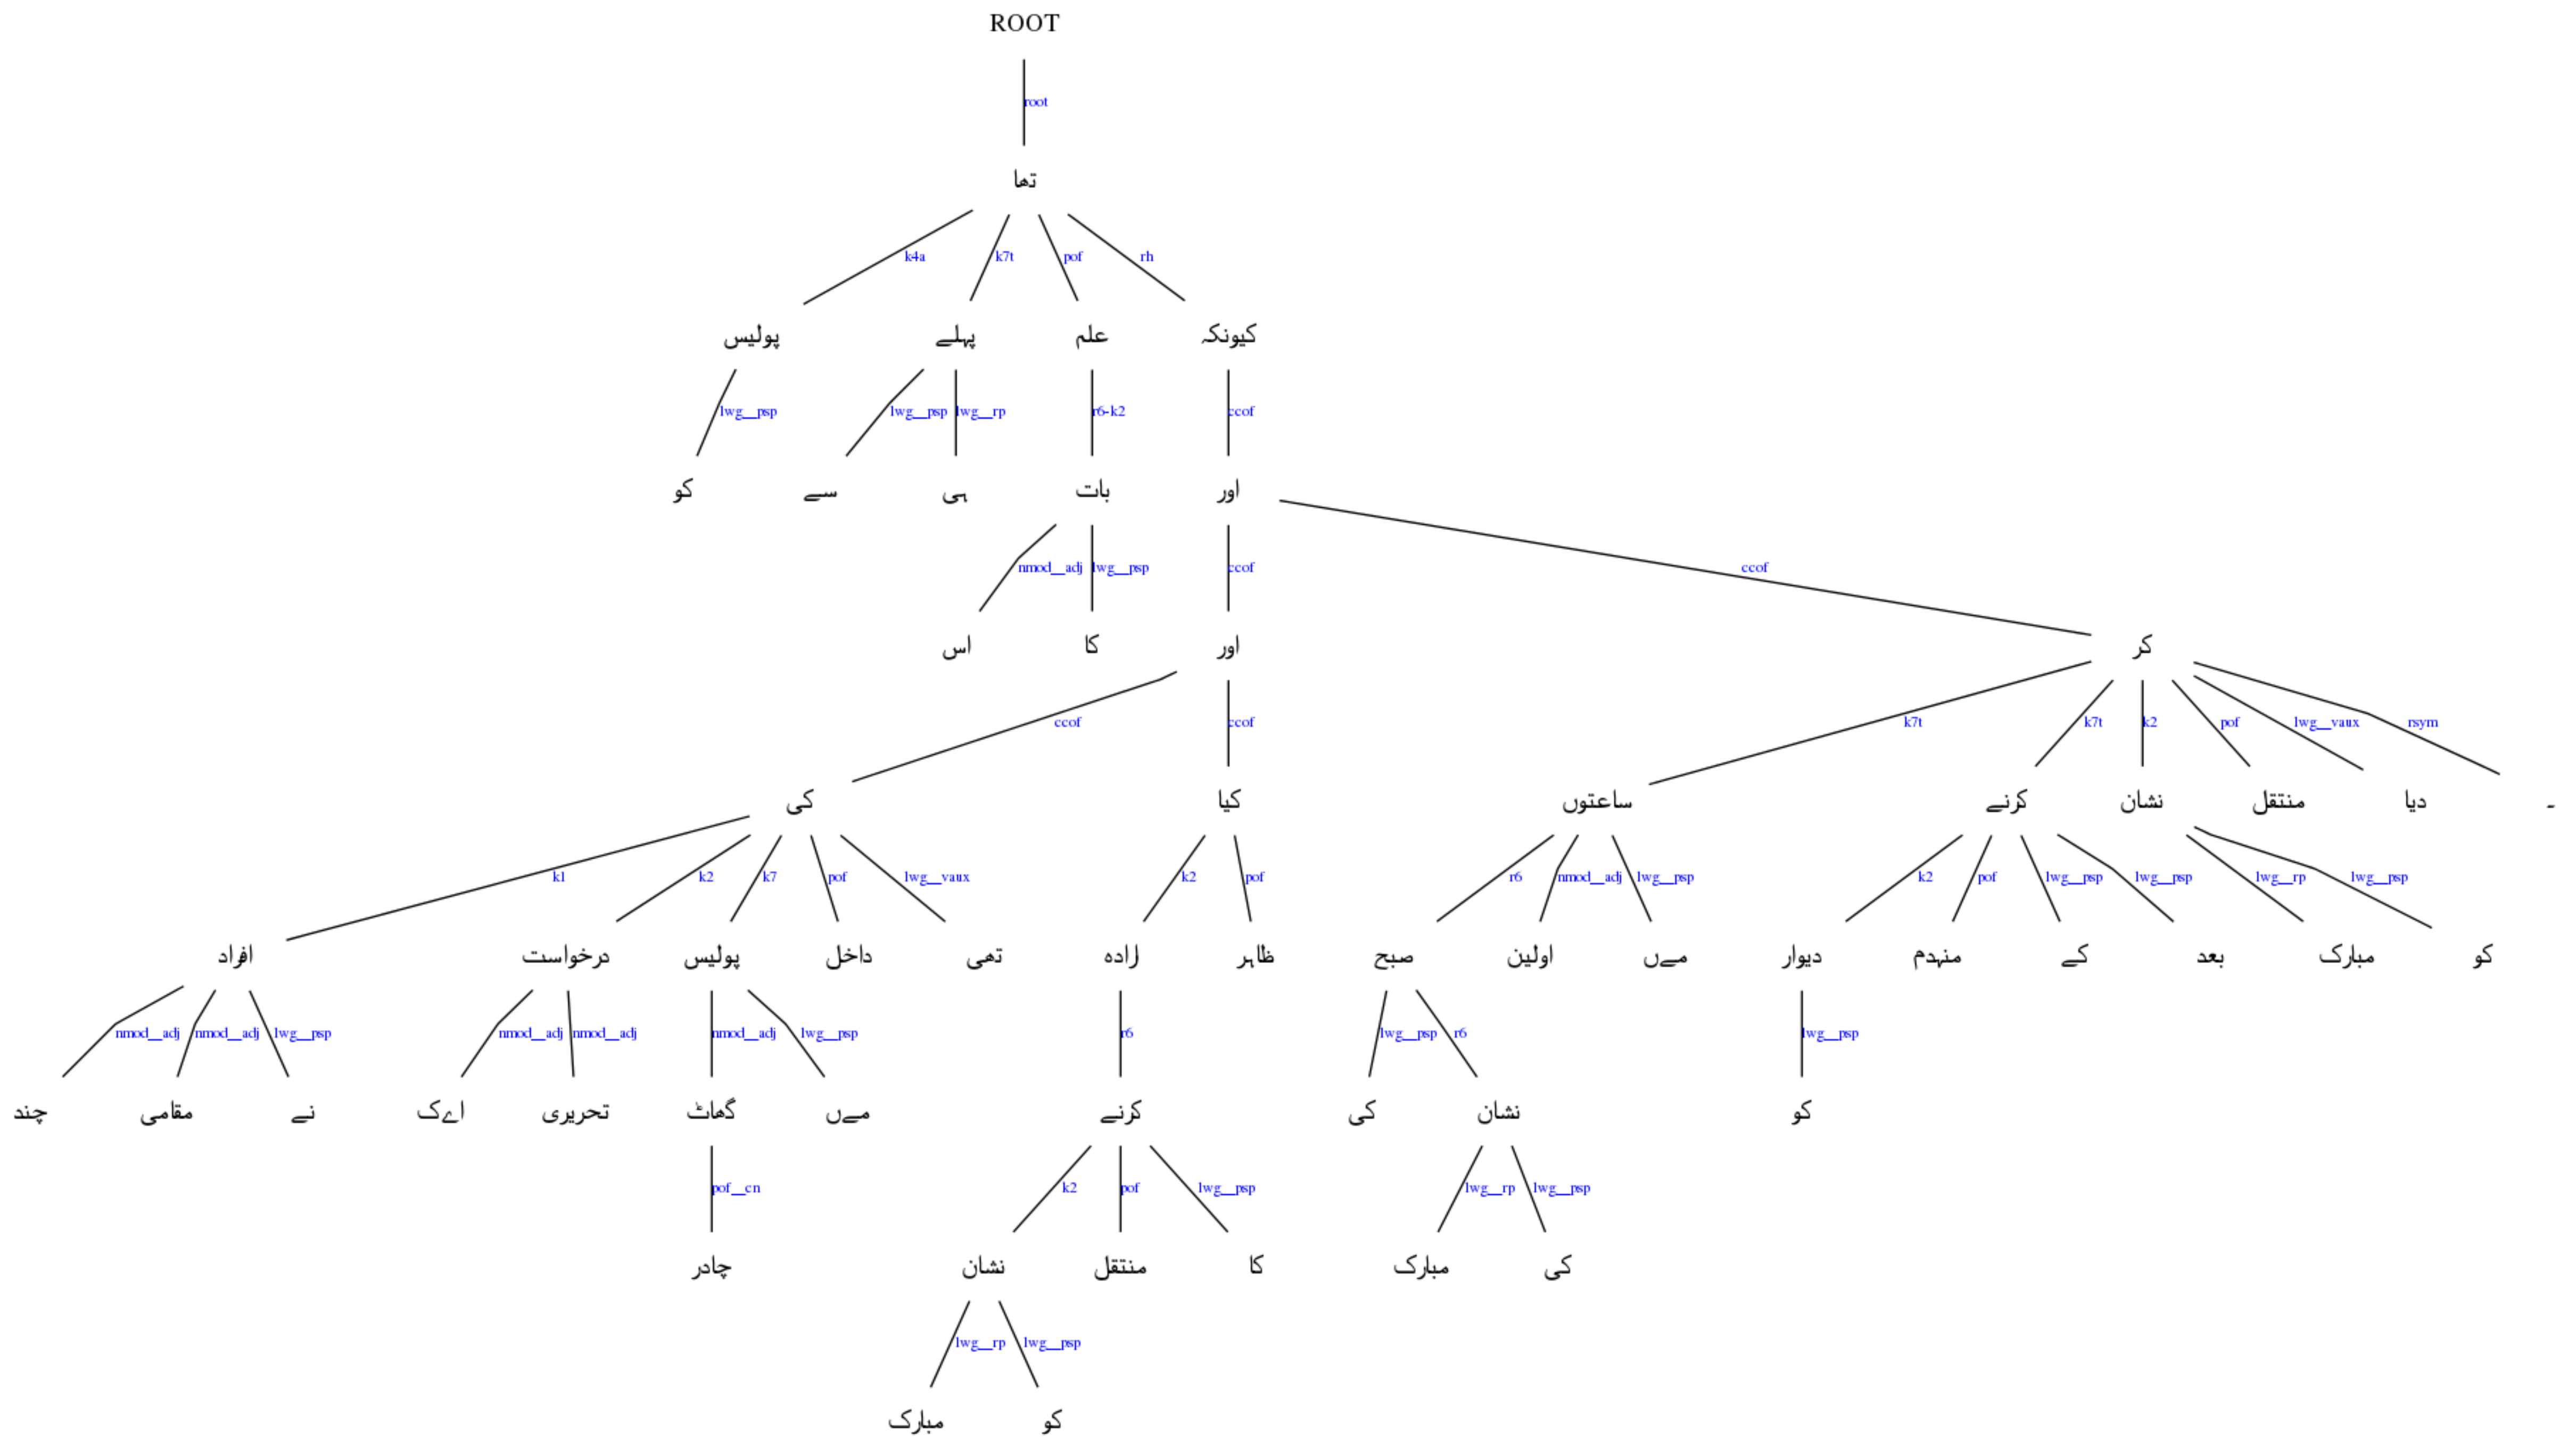 ROOT
root
تھا
k4a k7t pof rh
پولیس پہلے علم کیونکہ
lwg__psp lwg__psp lwg__rp r6-k2 ccof
کو سے ہی بات اور
nmod__adj lwg__psp ccof ccof
اس کا اور کر
ccof ccof k7t k7t k2 pof lwg__vaux rsym
کی کیا ساعتوں کرنے نشان منتقل دیا ۔
k1 k2 k7 pof lwg__vaux k2 pof r6 nmod__adj lwg__psp k2 pof lwg__psp lwg__psp lwg__rp lwg__psp
افراد درخواست پولیس داخل تھی ارادہ ظاہر صبح اولین مےں دیوار منہدم کے بعد مبارک کو
nmod__adj nmod__adj lwg__psp nmod__adj nmod__adj nmod__adj lwg__psp r6 lwg__psp r6 lwg__psp
چند مقامی نے اےک تحریری گھاٹ مےں کرنے کی نشان کو
pof__cn k2 pof lwg__psp lwg__rp lwg__psp
چادر نشان منتقل کا مبارک کی
lwg__rp lwg__psp
مبارک کو